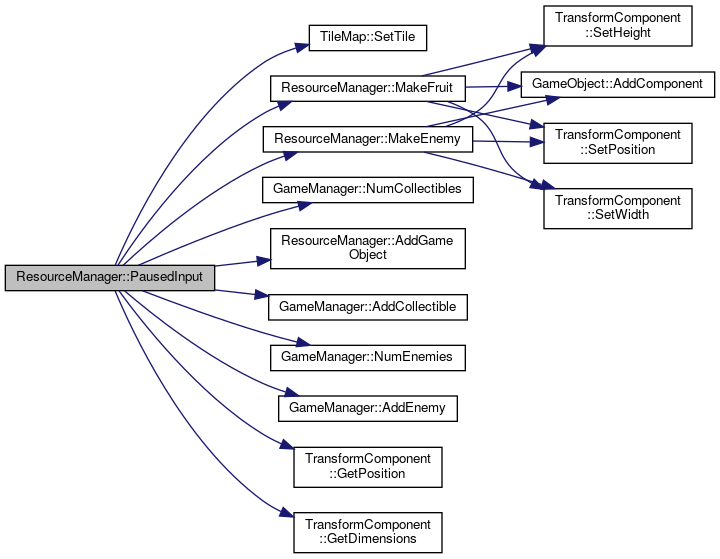 TransformComponent
::SetHeight
TileMap::SetTile
ResourceManager::MakeFruit
GameObject::AddComponent
ResourceManager::MakeEnemy
TransformComponent
::SetPosition
GameManager::NumCollectibles
TransformComponent
::SetWidth
ResourceManager::AddGame
Object
ResourceManager::PausedInput
GameManager::AddCollectible
GameManager::NumEnemies
GameManager::AddEnemy
TransformComponent
::GetPosition
TransformComponent
::GetDimensions